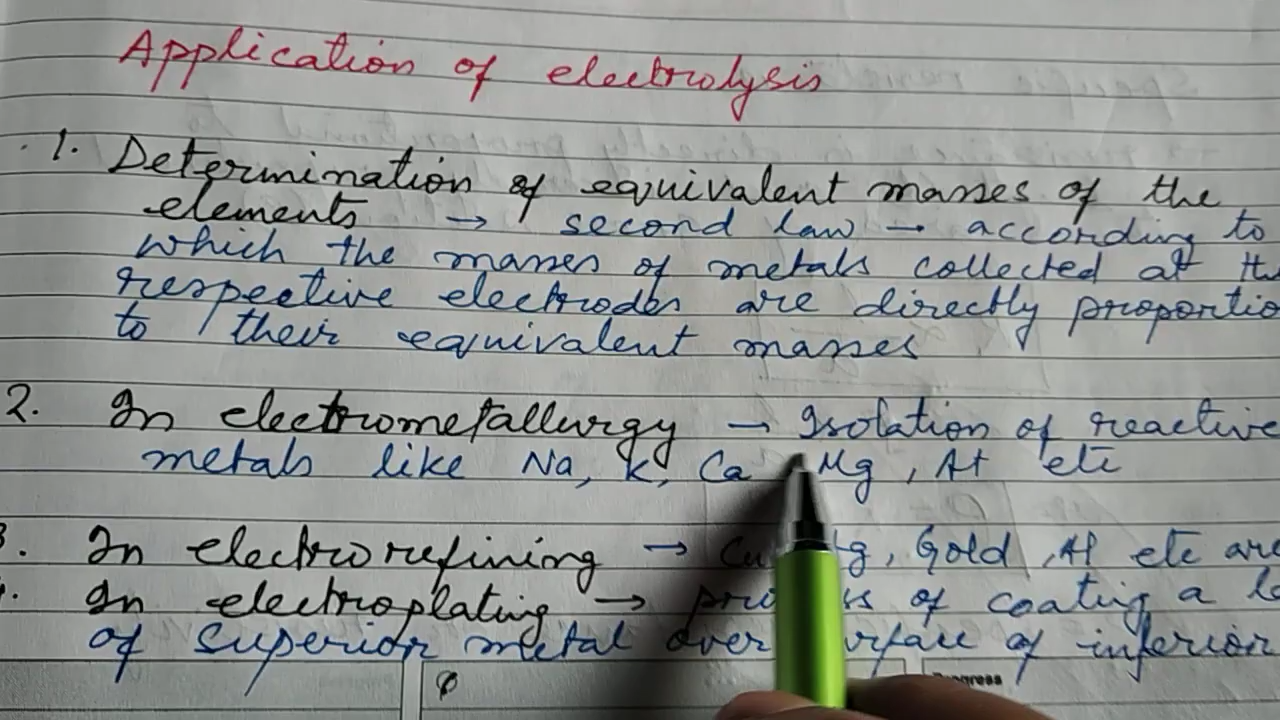 Application of electrolysis
1. Determination of equivalent masses of the
elements → second law → according to
which the masses of metals collected at the
respective electrodes are directly proportio
to their equivalent masses
2. In electrometallurgy → Isolation of reactive
metals like Na, K, Ca Mg, Al etc
3. In electrorefining → Cu, Gold, Al etc are
In electroplating → process of coating a
of superior metal over of inferior
Progress